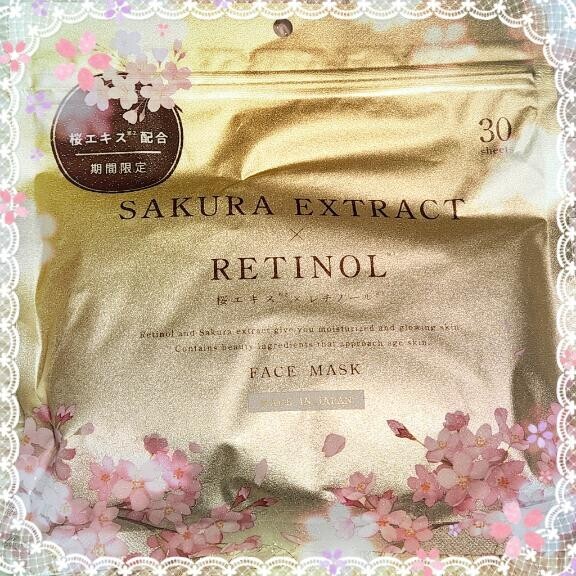 桜エキス※2配合
期間限定
30
sheets
SAKURA EXTRACT
×
RETINOL
桜エキス × レチノール
Retinol and Sakura extract give you moisturized and glowing skin.
Contains beauty ingredients that approach age skin.
FACE MASK
MADE IN JAPAN